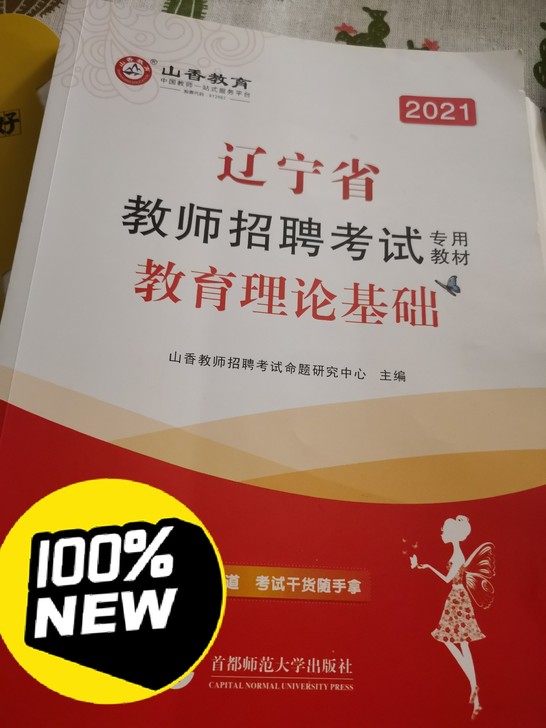 好
山香教育
中国教师一站式服务平台
2021
辽宁省
教师招聘考试 专用教材
教育理论基础
山香教师招聘考试命题研究中心 主编
100%
NEW
道 考试干货随手拿
首都师范大学出版社
CAPITAL NORMAL UNIVERSITY PRESS